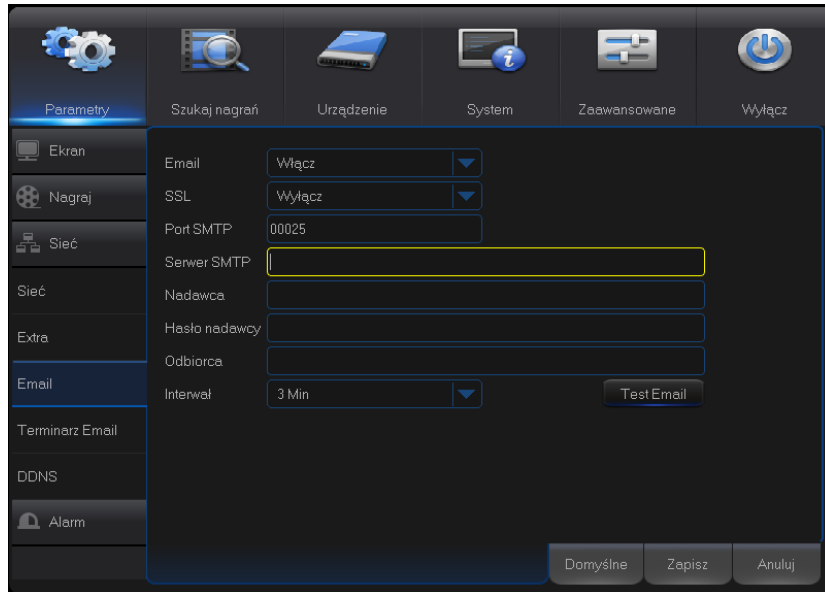 Parametry
Szukaj nagrań
Urządzenie
System
Zaawansowane
Wyłącz
Ekran
Nagraj
Sieć
Sieć
Extra
Email
Terminarz Email
DDNS
Alarm
Email Włącz
SSL Wyłącz
Port SMTP 00025
Serwer SMTP
Nadawca
Hasło nadawcy
Odbiorca
Interwał 3 Min Test Email
Domyślne Zapisz Anuluj